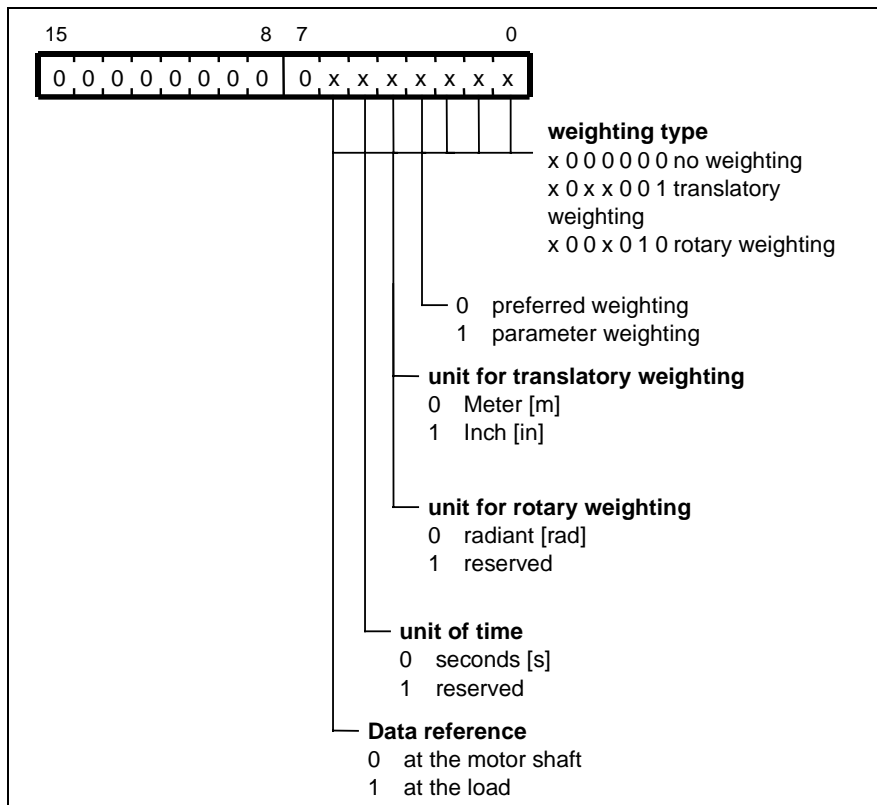 15 8 7 0
0 0 0 0 0 0 0 0 0 x x x x x x x
weighting type
x 0 0 0 0 0 0 no weighting
x 0 x x 0 0 1 translatory
weighting
x 0 0 x 0 1 0 rotary weighting
0 preferred weighting
1 parameter weighting
unit for translatory weighting
0 Meter [m]
1 Inch [in]
unit for rotary weighting
0 radiant [rad]
1 reserved
unit of time
0 seconds [s]
1 reserved
Data reference
0 at the motor shaft
1 at the load